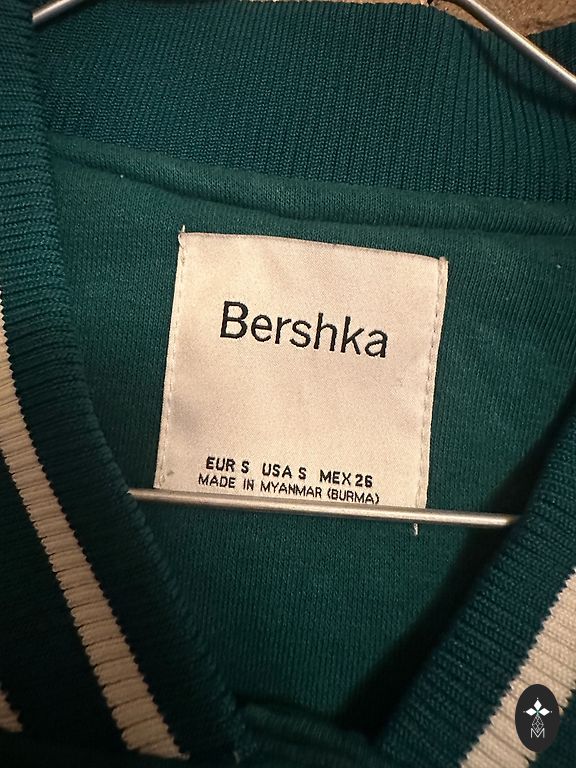 Bershka
EUR S USA S MEX 26
MADE IN MYANMAR (BURMA)
M